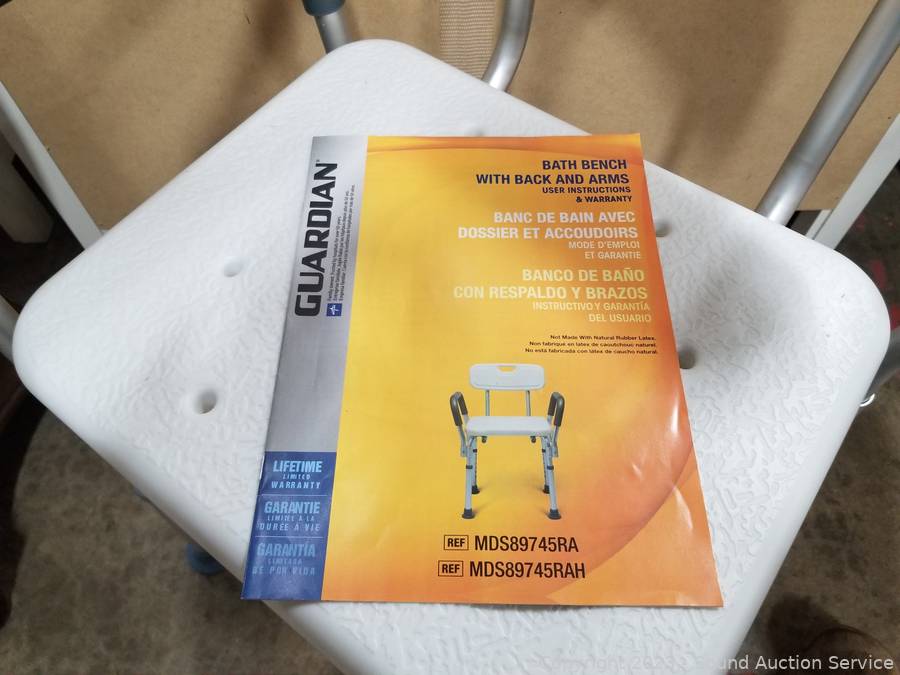 GUARDIAN®
BATH BENCH
WITH BACK AND ARMS
USER INSTRUCTIONS
& WARRANTY
BANC DE BAIN AVEC
DOSSIER ET ACCOUDOIRS
MODE D'EMPLOI
ET GARANTIE
BANCO DE BAÑO
CON RESPALDO Y BRAZOS
INSTRUCTIVO Y GARANTÍA
DEL USUARIO
Not Made With Natural Rubber Latex.
Non fabriqué en latex de caoutchouc naturel.
No está fabricada con látex de caucho natural.
LIFETIME
LIMITED
WARRANTY
GARANTIE
LIMITÉE À LA
DURÉE À VIE
GARANTÍA
LIMITADA
DE POR VIDA
REF MDS89745RA
REF MDS89745RAH
Sound Auction Service